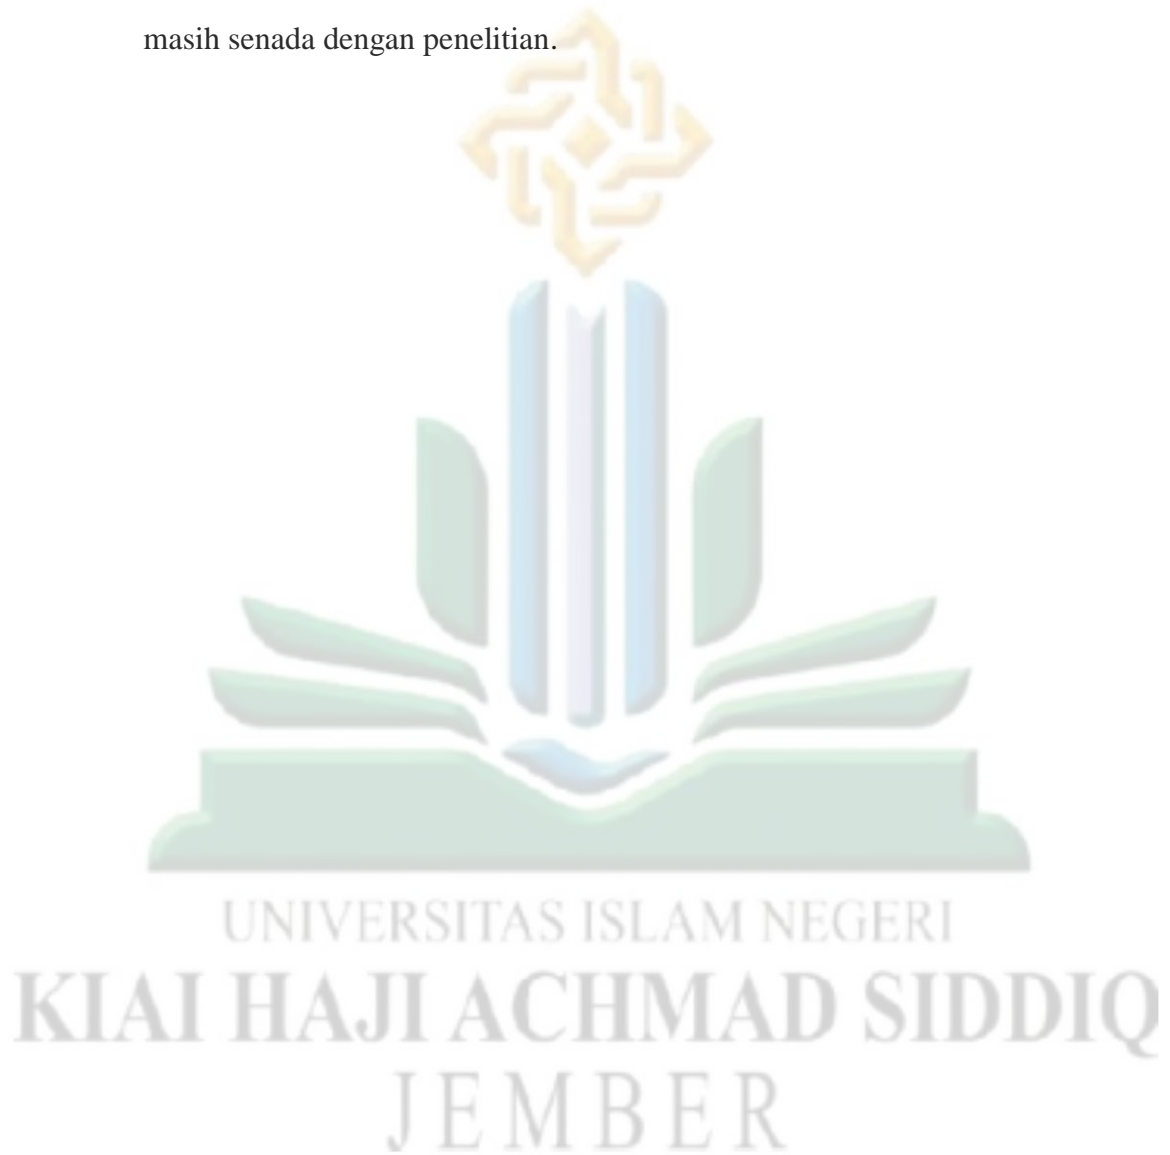 masih senada dengan penelitian.
UNIVERSITAS ISLAM NEGERI
KIAI HAJI ACHMAD SIDDIQ
JEMBER